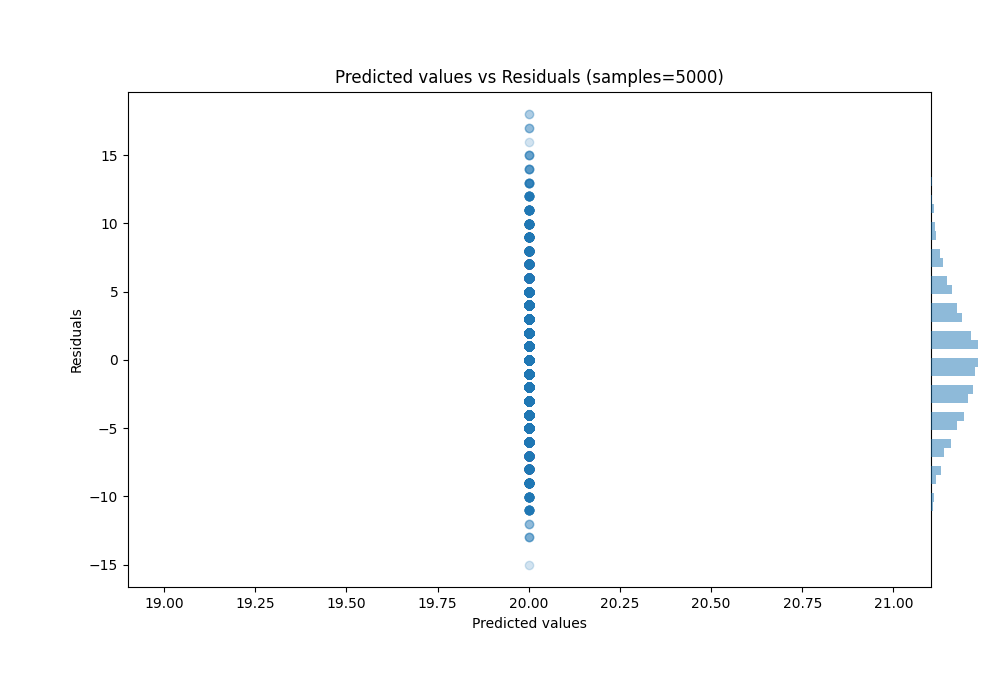 Predicted values vs Residuals (samples=5000)
Residuals
15
10
5
0
−5
−10
−15
19.00 19.25 19.50 19.75 20.00 20.25 20.50 20.75 21.00
Predicted values